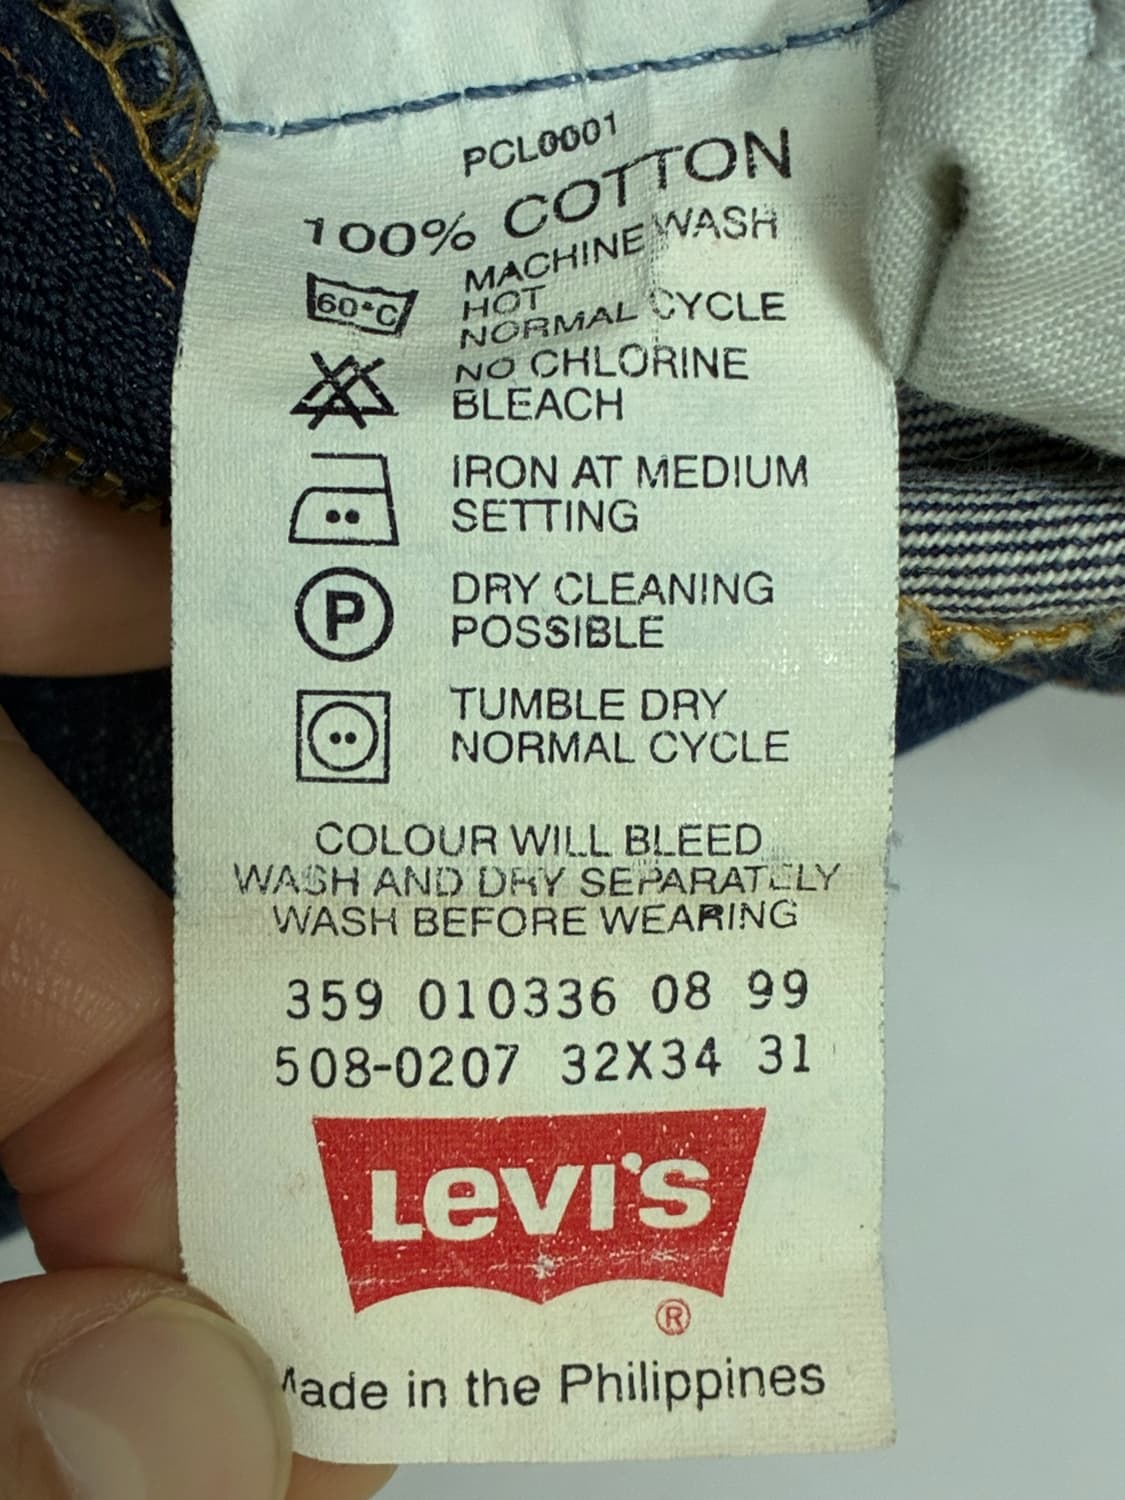 PCL0001
100% COTTON
60°C MACHINE WASH
HOT
NORMAL CYCLE
NO CHLORINE
BLEACH
IRON AT MEDIUM
SETTING
P DRY CLEANING
POSSIBLE
TUMBLE DRY
NORMAL CYCLE
COLOUR WILL BLEED
WASH AND DRY SEPARATELY
WASH BEFORE WEARING
359 010336 08 99
508-0207 32X34 31
LEVI'S
®
Made in the Philippines